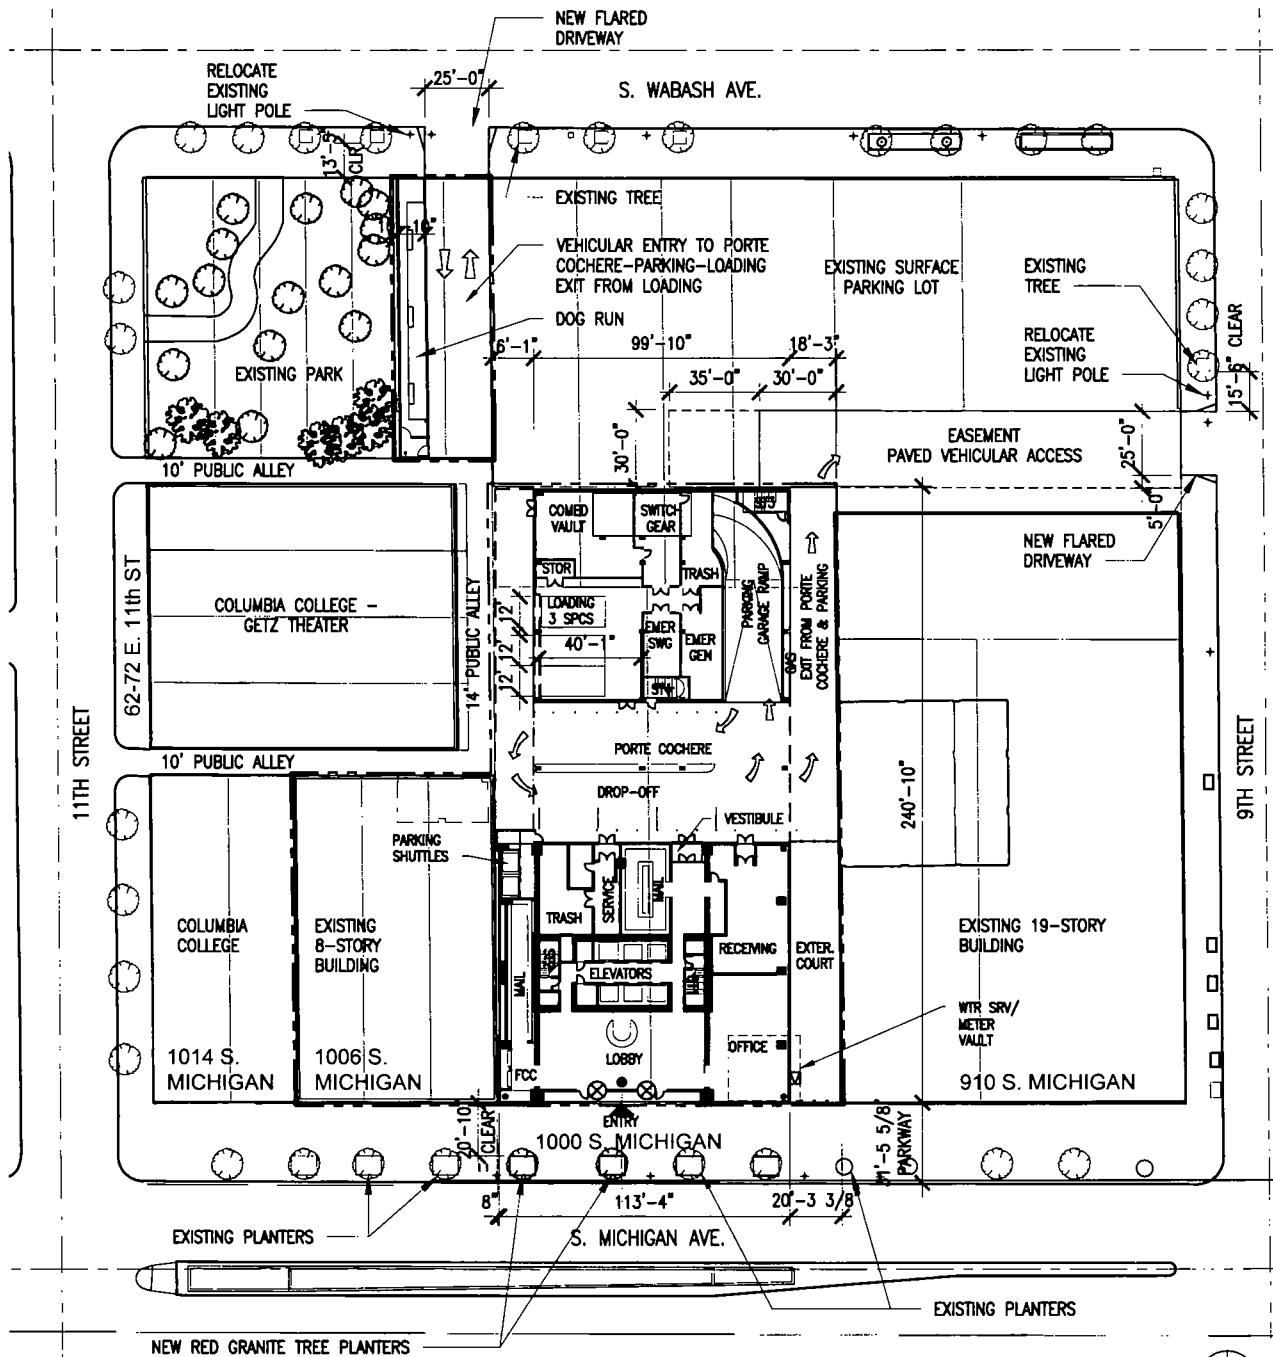 NEW FLARED
DRIVEWAY
RELOCATE
EXISTING
LIGHT POLE
25'-0"
S. WABASH AVE.
13'-5"
CLR
EXISTING TREE
VEHICULAR ENTRY TO PORTE
COCHERE-PARKING-LOADING
EXIT FROM LOADING
DOG RUN
EXISTING SURFACE
PARKING LOT
EXISTING
TREE
RELOCATE
EXISTING
LIGHT POLE
15'-6" CLEAR
6'-1"
99'-10"
18'-3"
35'-0"
30'-0"
EXISTING PARK
30'-0"
EASEMENT
PAVED VEHICULAR ACCESS
25'-0"
5'-0"
10' PUBLIC ALLEY
NEW FLARED
DRIVEWAY
COMED
VAULT
SWITCH
GEAR
STOR
TRASH
LOADING
3 SPCS
12'
12'
12'
40'-1"
EMER
SWG
EMER
GEN
PARKING
GARAGE RAMP
GAS
EXIT FROM PORTE
COCHERE & PARKING
62-72 E. 11th ST
COLUMBIA COLLEGE -
GETZ THEATER
14' PUBLIC ALLEY
10' PUBLIC ALLEY
11TH STREET
9TH STREET
PORTE COCHERE
DROP-OFF
VESTIBULE
240'-10"
PARKING
SHUTTLES
COLUMBIA
COLLEGE
EXISTING
8-STORY
BUILDING
TRASH
SERVICE
MAIL
RECEIVING
EXTER.
COURT
EXISTING 19-STORY
BUILDING
MAIL
ELEVATORS
WTR SRV/
METER
VAULT
LOBBY
OFFICE
FCC
1014 S.
MICHIGAN
1006 S.
MICHIGAN
910 S. MICHIGAN
ENTRY
1000 S. MICHIGAN
CLEAR
PARKWAY
8"
113'-4"
20'-3 3/8
S. MICHIGAN AVE.
EXISTING PLANTERS
EXISTING PLANTERS
NEW RED GRANITE TREE PLANTERS